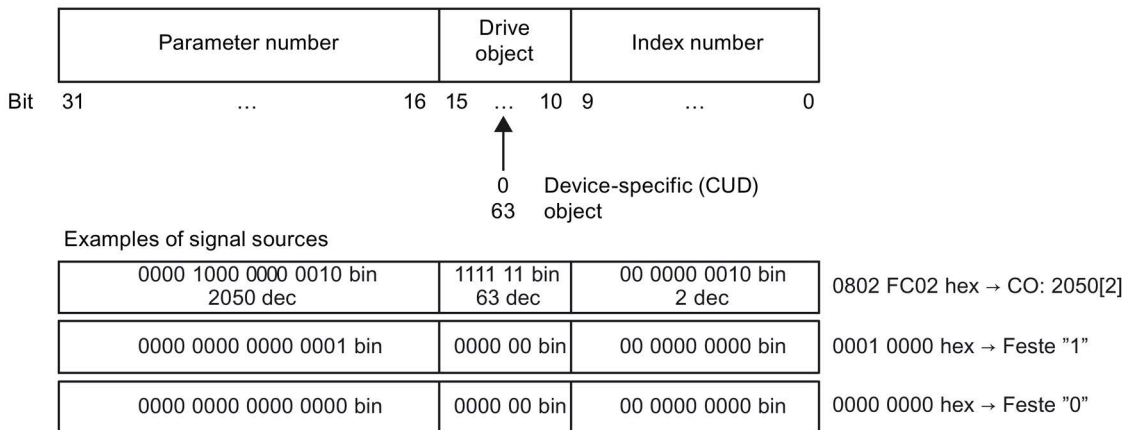 Parameter number Drive object Index number
Bit 31 … 16 15 … 10 9 … 0
0 Device-specific (CUD)
63 object
Examples of signal sources
0000 1000 0000 0010 bin 1111 11 bin 00 0000 0010 bin
2050 dec 63 dec 2 dec
0802 FC02 hex → CO: 2050[2]
0000 0000 0000 0001 bin 0000 00 bin 00 0000 0000 bin 0001 0000 hex → Feste ”1”
0000 0000 0000 0000 bin 0000 00 bin 00 0000 0000 bin 0000 0000 hex → Feste ”0”